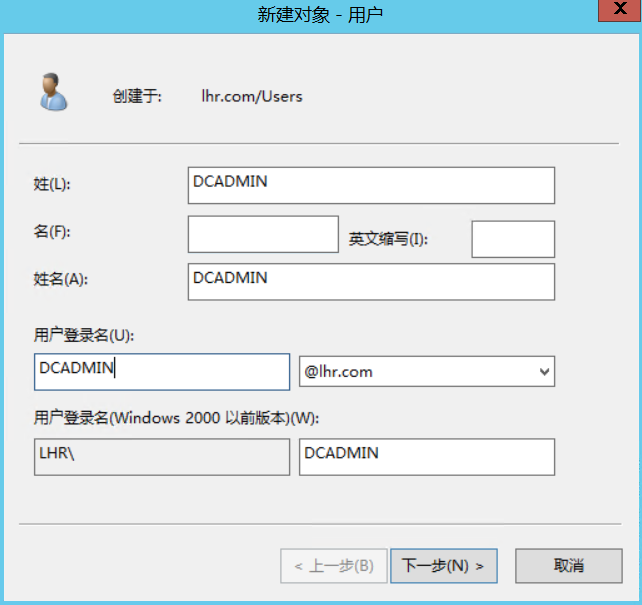 新建对象 - 用户
X
创建于: lhr.com/Users
姓(L): DCADMIN
名(F): 英文缩写(I):
姓名(A): DCADMIN
用户登录名(U):
DCADMIN @lhr.com
用户登录名(Windows 2000 以前版本)(W):
LHR\ DCADMIN
< 上一步(B) 下一步(N) > 取消